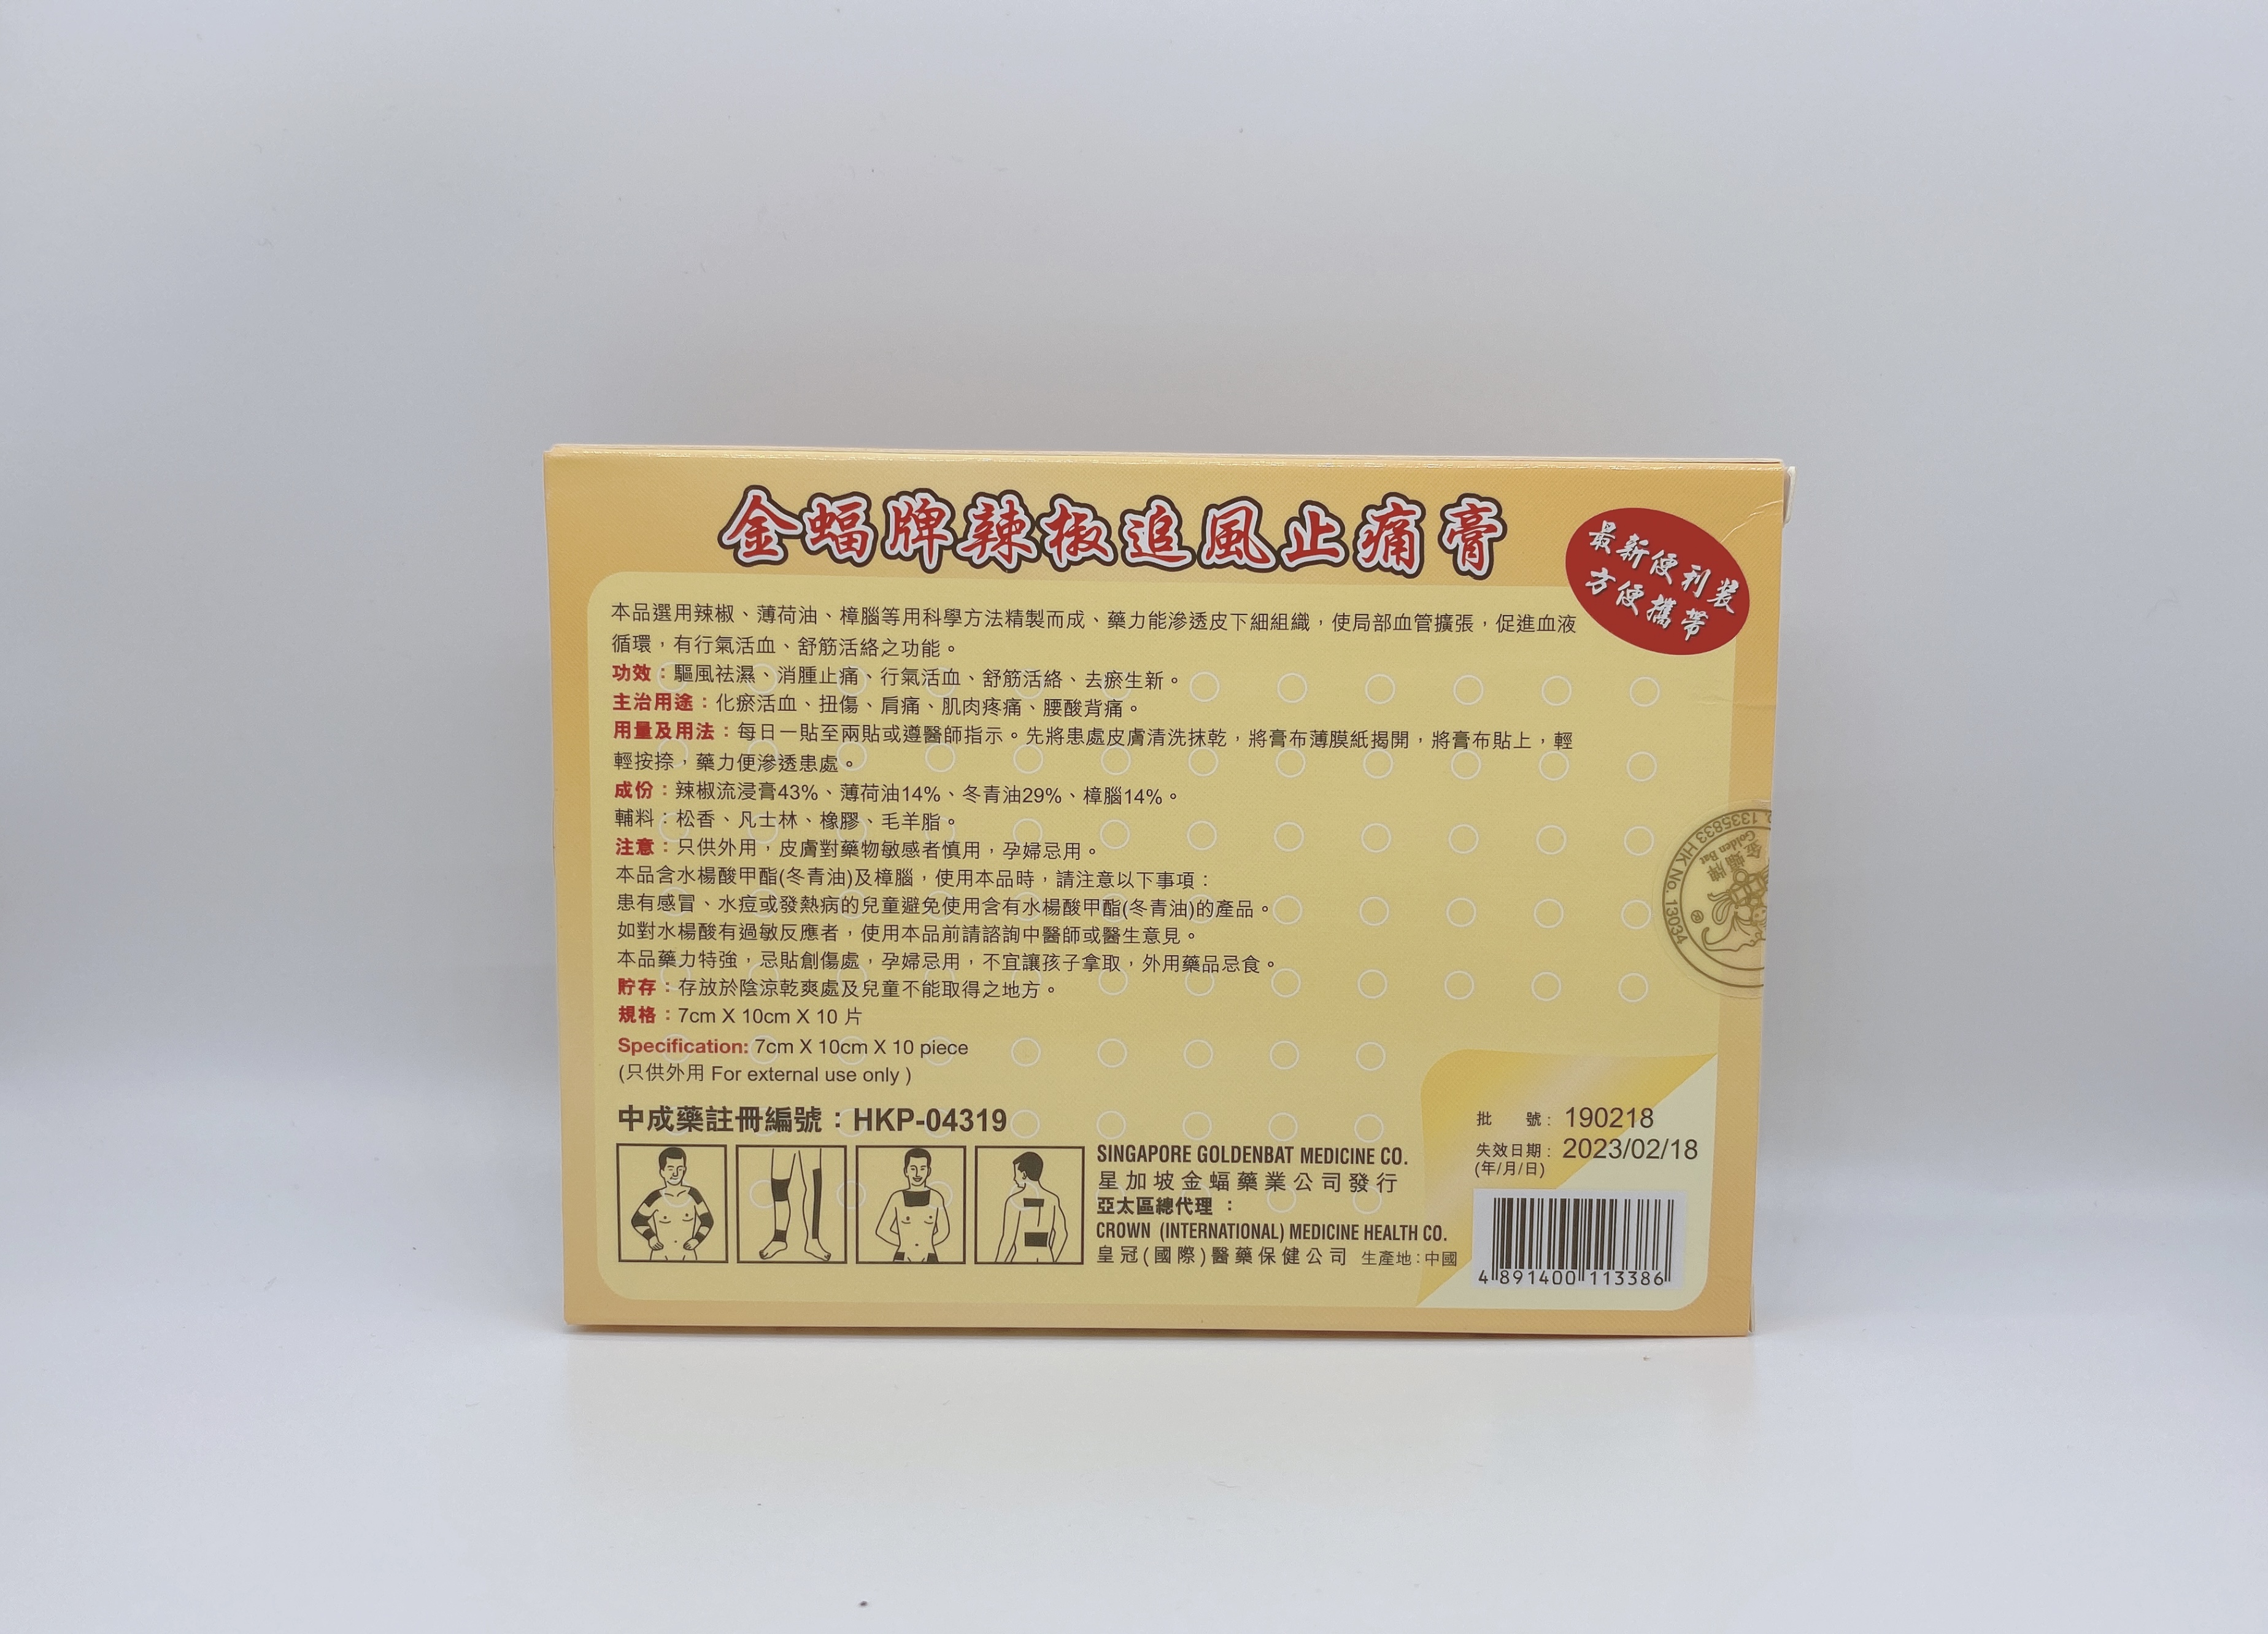 金蝠牌辣椒追風止痛膏
最新便利裝
方便攜帶
本品選用辣椒、薄荷油、樟腦等用科學方法精製而成、藥力能滲透皮下細組織，使局部血管擴張，促進血液
循環，有行氣活血、舒筋活絡之功能。
功效：驅風祛濕、消腫止痛、行氣活血、舒筋活絡、去瘀生新。
主治用途：化瘀活血、扭傷、肩痛、肌肉疼痛、腰酸背痛。
用量及用法：每日一貼至兩貼或遵醫師指示。先將患處皮膚清洗抹乾，將膏布薄膜紙揭開，將膏布貼上，輕
輕按捺，藥力便滲透患處。
成份：辣椒流浸膏43%、薄荷油14%、冬青油29%、樟腦14%。
輔料：松香、凡士林、橡膠、毛羊脂。
注意：只供外用，皮膚對藥物敏感者慎用，孕婦忌用。
本品含水楊酸甲酯(冬青油)及樟腦，使用本品時，請注意以下事項：
患有感冒、水痘或發熱病的兒童避免使用含有水楊酸甲酯(冬青油)的產品。
如對水楊酸有過敏反應者，使用本品前請諮詢中醫師或醫生意見。
本品藥力特強，忌貼創傷處，孕婦忌用，不宜讓孩子拿取，外用藥品忌食。
貯存：存放於陰涼乾爽處及兒童不能取得之地方。
規格：7cm X 10cm X 10 片
Specification: 7cm X 10cm X 10 piece
(只供外用 For external use only )
中成藥註冊編號：HKP-04319
SINGAPORE GOLDENBAT MEDICINE CO.
星加坡金蝠藥業公司發行
亞太區總代理：
CROWN (INTERNATIONAL) MEDICINE HEALTH CO.
皇冠(國際)醫藥保健公司 生產地：中國
批 號：190218
失效日期：2023/02/18
(年/月/日)
4 891400 113386
1335833 HK No. 13034
金蝠牌
Golden Bat